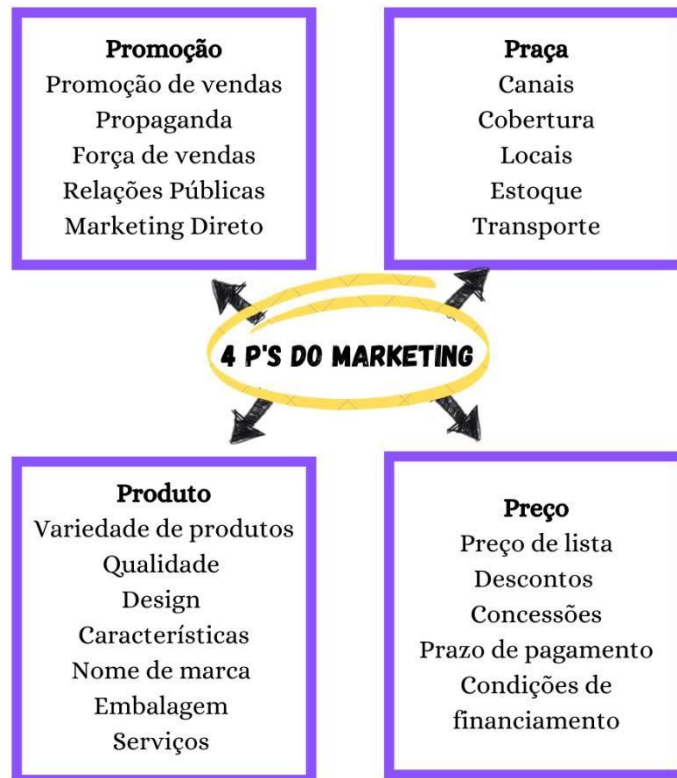 Promoção
Promoção de vendas
Propaganda
Força de vendas
Relações Públicas
Marketing Direto
Praça
Canais
Cobertura
Locais
Estoque
Transporte
4 P'S DO MARKETING
Produto
Variedade de produtos
Qualidade
Design
Características
Nome de marca
Embalagem
Serviços
Preço
Preço de lista
Descontos
Concessões
Prazo de pagamento
Condições de
financiamento